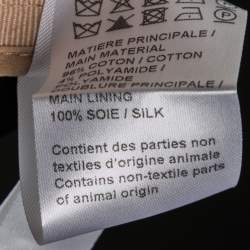 MATIERE PRINCIPALE /
MAIN MATERIAL
96% COTON / COTTON
4% POLYAMIDE /
POLYAMIDE
DOUBLURE PRINCIPALE /
MAIN LINING
100% SOIE / SILK
Contient des parties non
textiles d'origine animale
Contains non-textile parts
of animal origin